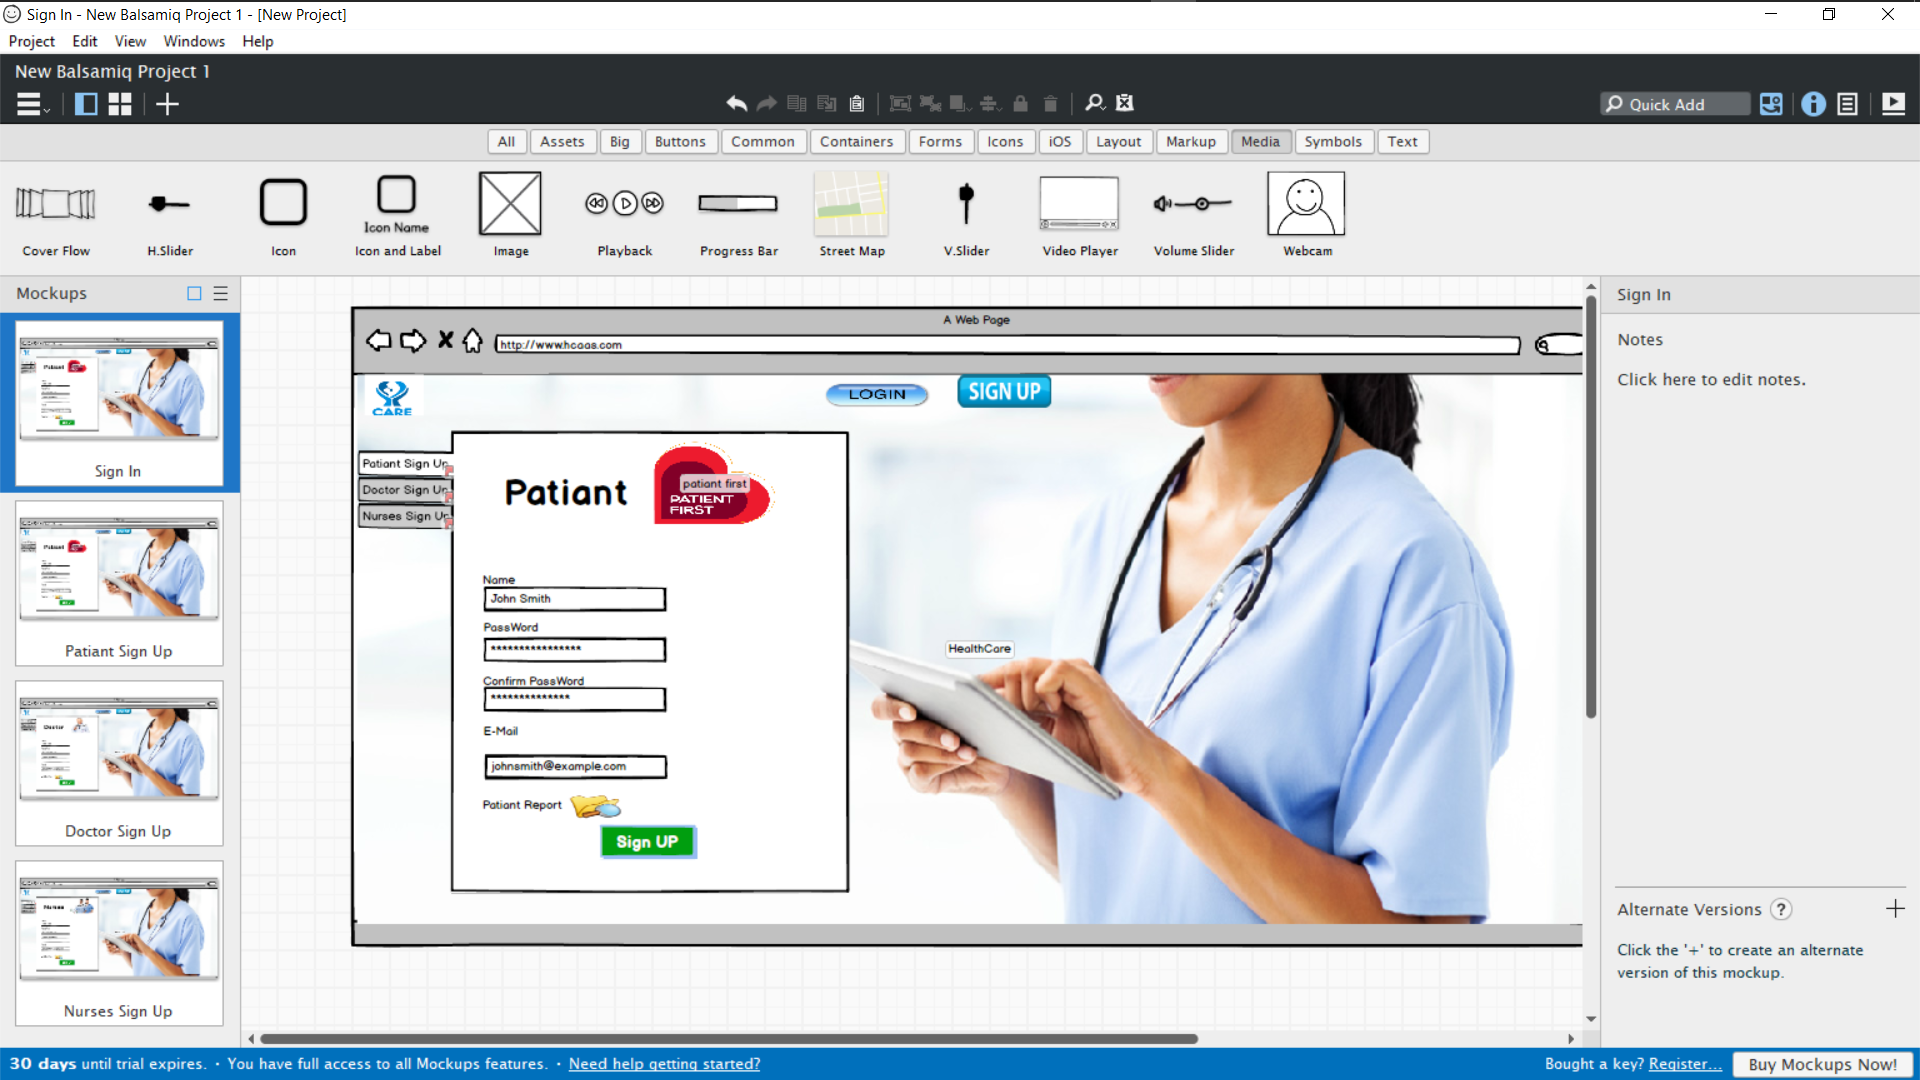 Sign In - New Balsamiq Project 1 - [New Project]
Project Edit View Windows Help
New Balsamiq Project 1
Quick Add
All Assets Big Buttons Common Containers Forms Icons iOS Layout Markup Media Symbols Text
Icon Name
Cover Flow H.Slider Icon Icon and Label Image Playback Progress Bar Street Map V.Slider Video Player Volume Slider Webcam
Mockups
Sign In
Patiant Sign Up
Doctor Sign Up
Nurses Sign Up
A Web Page
http://www.hcaas.com
CARE
LOGIN
SIGN UP
Patiant Sign Up
Doctor Sign Up
Nurses Sign Up
Patiant
patiant first
PATIENT
FIRST
Name
John Smith
PassWord
****************
Confirm PassWord
**************
E-Mail
johnsmith@example.com
Patiant Report
Sign UP
HealthCare
Sign In
Notes
Click here to edit notes.
Alternate Versions ?
Click the '+' to create an alternate
version of this mockup.
30 days until trial expires. · You have full access to all Mockups features. · Need help getting started?
Bought a key? Register... Buy Mockups Now!